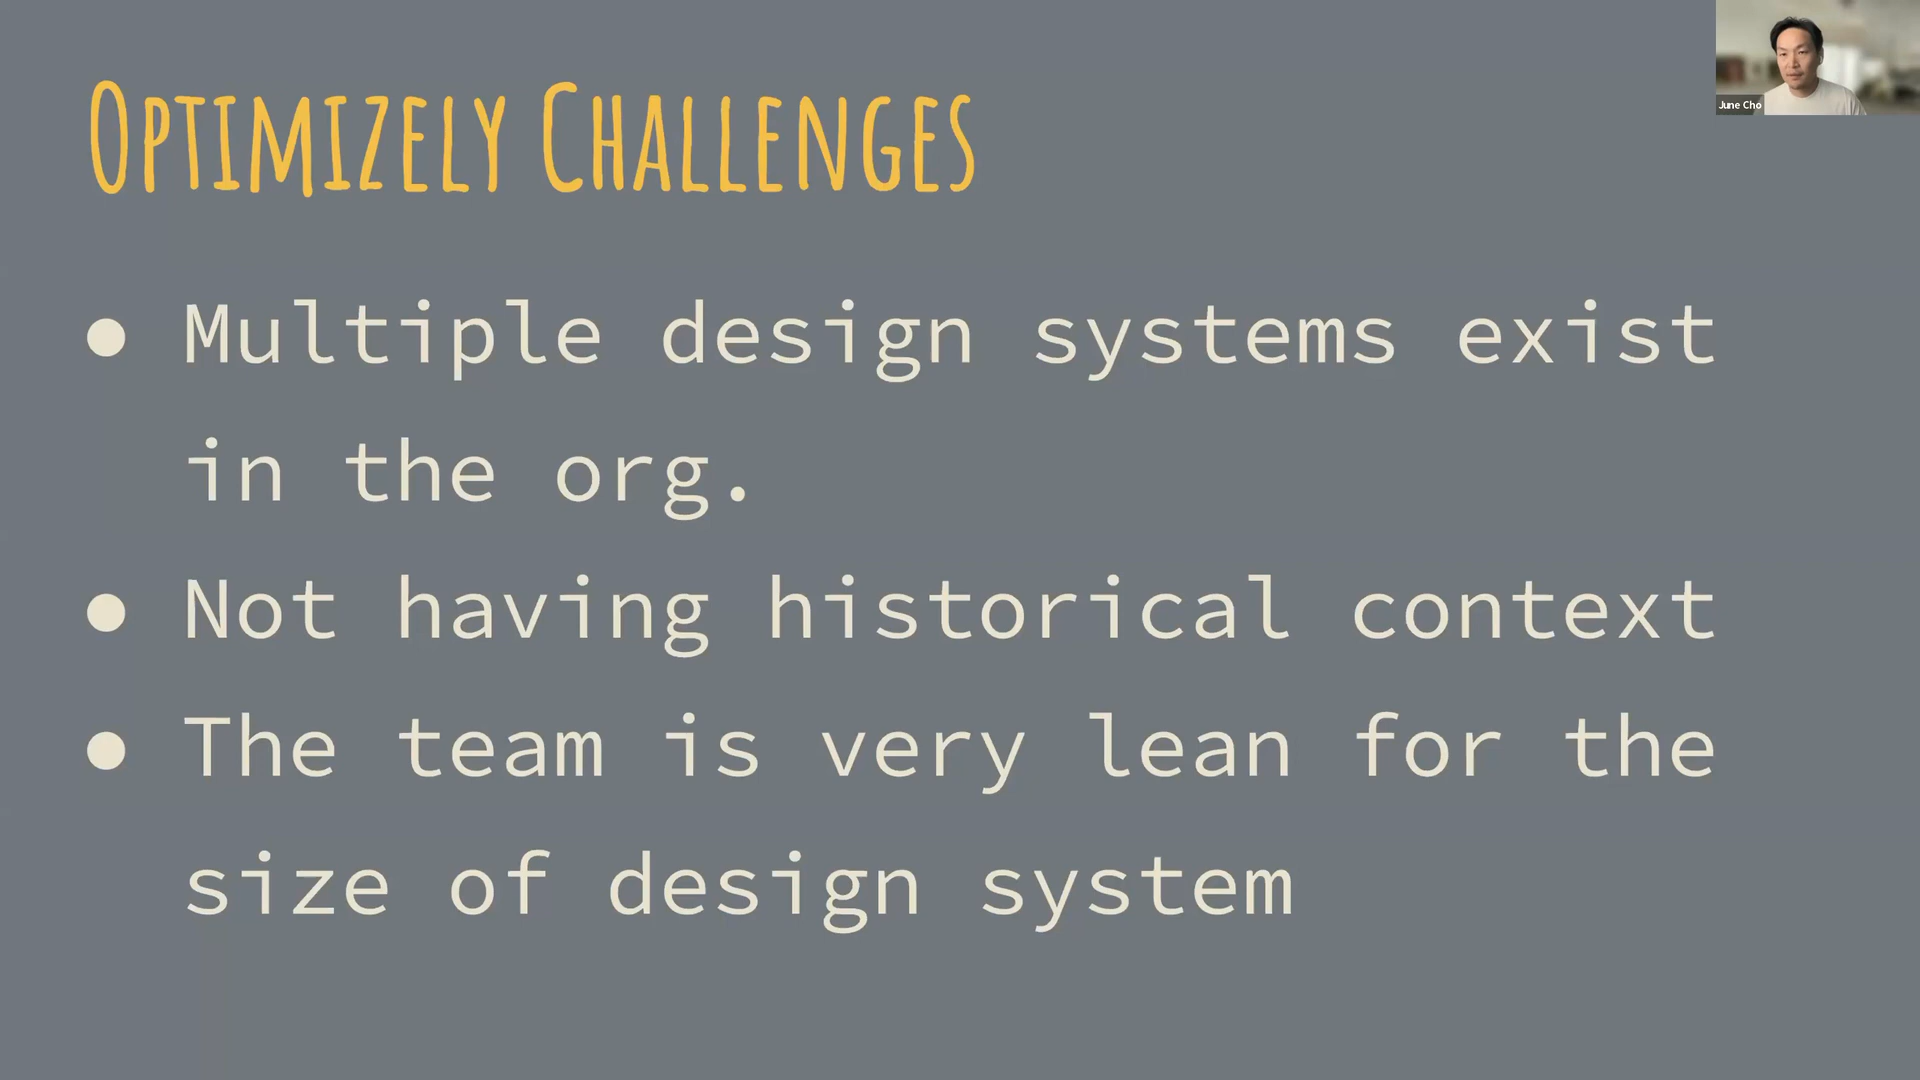 Optimizely Challenges
June Cho
● Multiple design systems exist
in the org.
● Not having historical context
● The team is very lean for the
size of design system